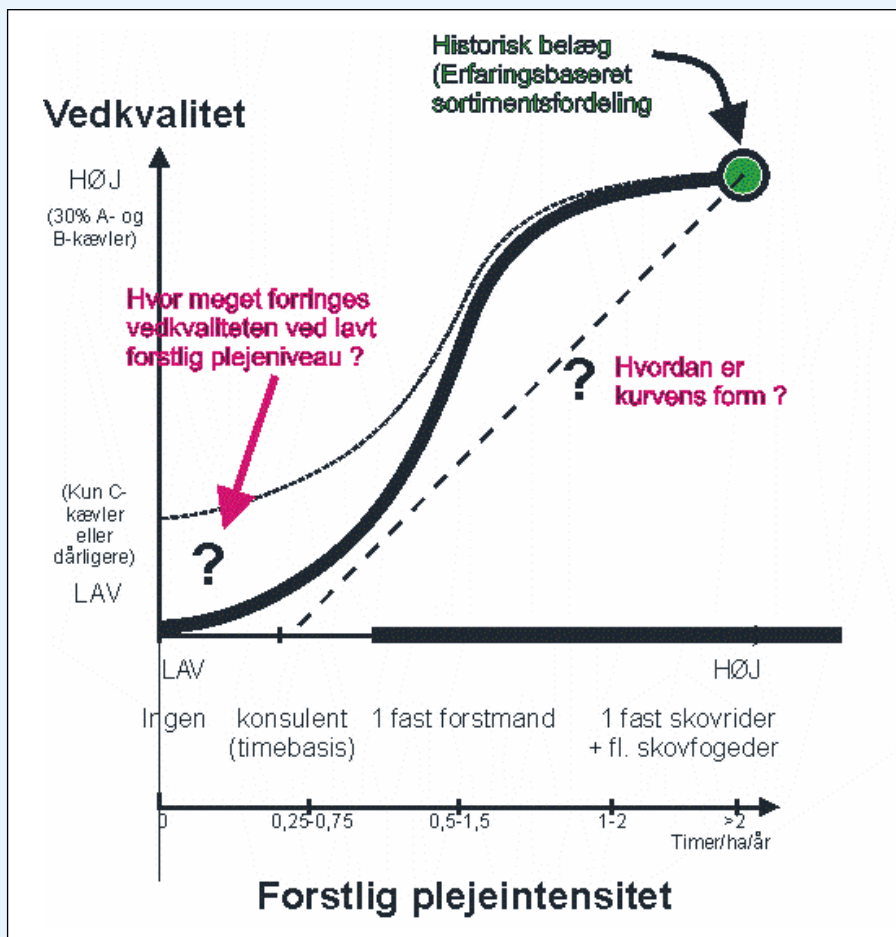 Historisk belæg
(Erfaringsbaseret
sortimentsfordeling
Vedkvalitet
HØJ
(30% A- og
B-kævler)
Hvor meget forringes
vedkvaliteten ved lavt
forstlig plejeniveau ?
? Hvordan er
kurvens form ?
(Kun C-
kævler
eller
dårligere)
?
LAV
LAV HØJ
Ingen konsulent 1 fast forstmand 1 fast skovrider
(timebasis) + fl. skovfogeder
0 0,25-0,75 0,5-1,5 1-2 >2
Timer/ha/år
Forstlig plejeintensitet